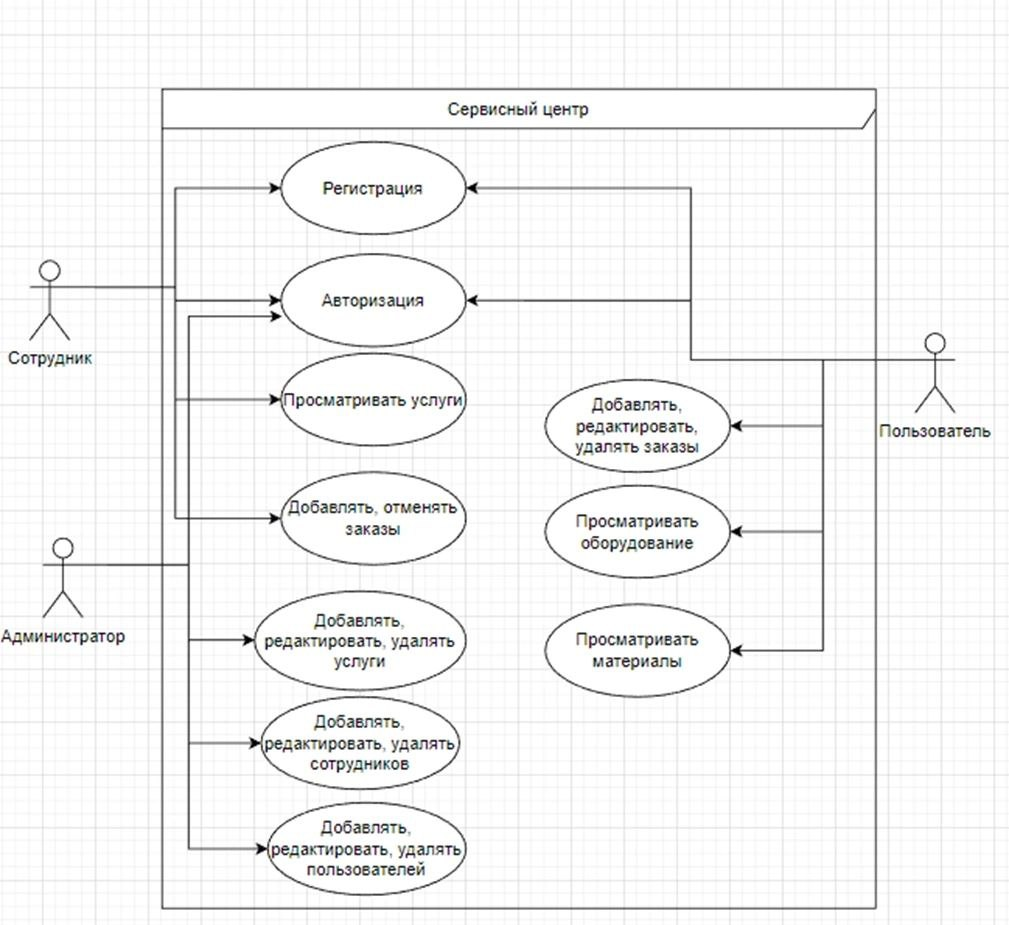 Сервисный центр
Регистрация
Авторизация
Сотрудник
Просматривать услуги
Добавлять,
редактировать,
удалять заказы
Пользователь
Добавлять, отменять
заказы
Просматривать
оборудование
Администратор
Добавлять,
редактировать, удалять
услуги
Просматривать
материалы
Добавлять,
редактировать, удалять
сотрудников
Добавлять,
редактировать, удалять
пользователей